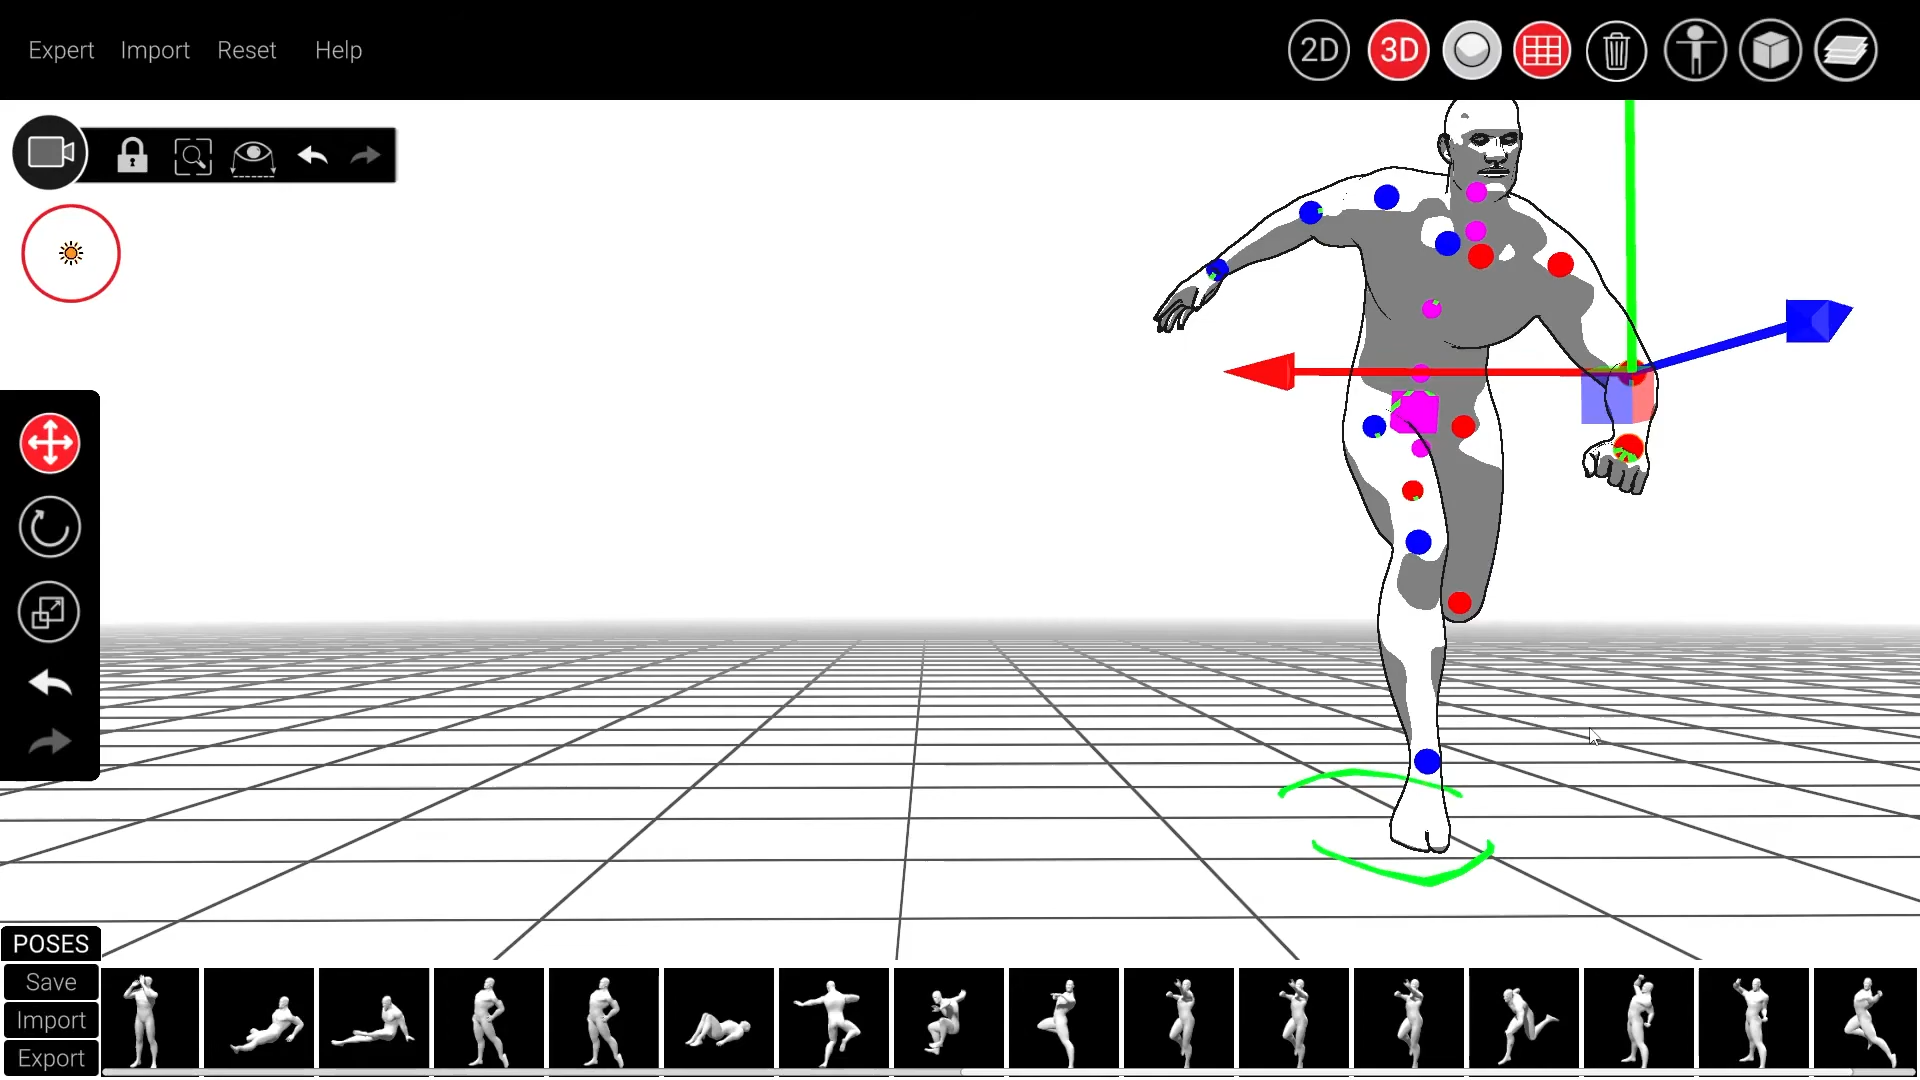 Expert Import Reset Help 2D 3D
POSES
Save
Import
Export